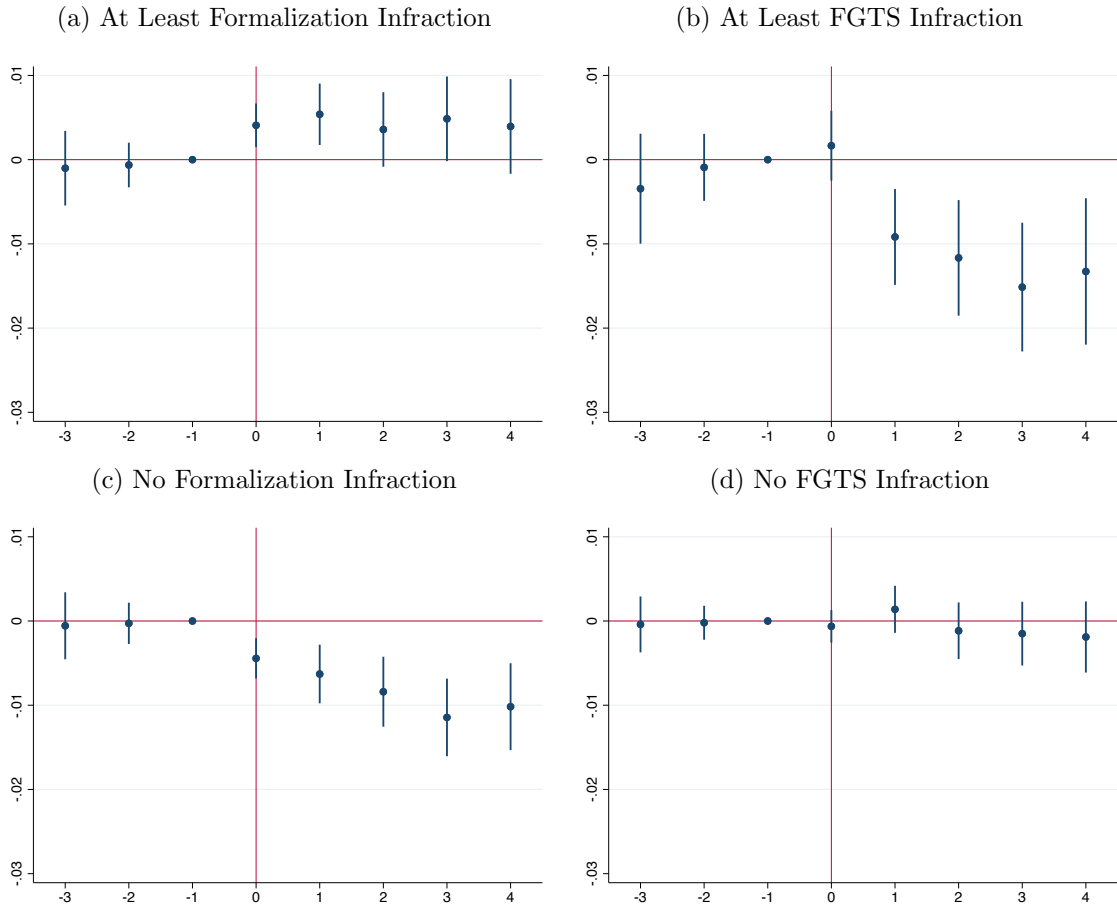 (a) At Least Formalization Infraction
.01
0
-.01
-.02
-.03
-3 -2 -1 0 1 2 3 4
(b) At Least FGTS Infraction
.01
0
-.01
-.02
-.03
-3 -2 -1 0 1 2 3 4
(c) No Formalization Infraction
.01
0
-.01
-.02
-.03
-3 -2 -1 0 1 2 3 4
(d) No FGTS Infraction
.01
0
-.01
-.02
-.03
-3 -2 -1 0 1 2 3 4